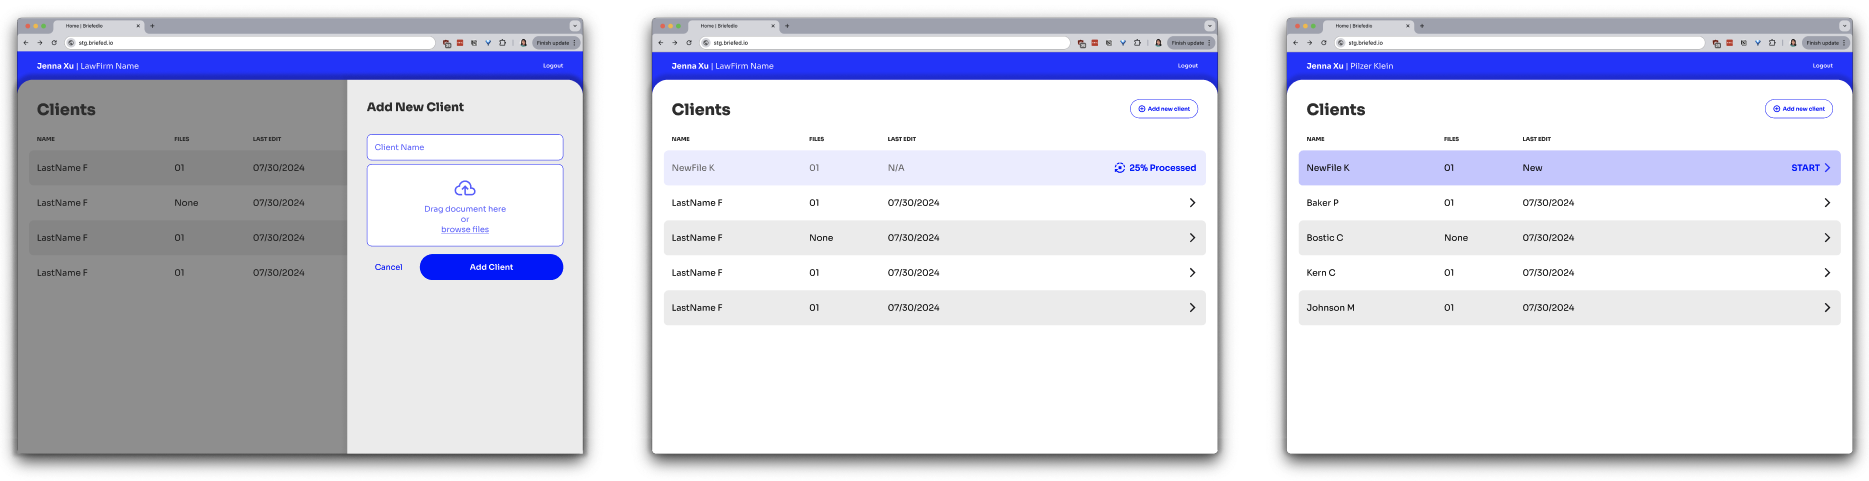 Home | Briefedio
stg.briefed.io
Finish update
Jenna Xu | LawFirm Name
Logout
Clients
NAME FILES LAST EDIT
LastName F 01 07/30/2024
LastName F None 07/30/2024
LastName F 01 07/30/2024
LastName F 01 07/30/2024
Add New Client
Client Name
Drag document here
or
browse files
Cancel Add Client
Home | Briefedio
stg.briefed.io
Finish update
Jenna Xu | LawFirm Name
Logout
Clients
Add new client
NAME FILES LAST EDIT
NewFile K 01 N/A 25% Processed
LastName F 01 07/30/2024
LastName F None 07/30/2024
LastName F 01 07/30/2024
LastName F 01 07/30/2024
Home | Briefedio
stg.briefed.io
Finish update
Jenna Xu | Pilzer Klein
Logout
Clients
Add new client
NAME FILES LAST EDIT
NewFile K 01 New START
Baker P 01 07/30/2024
Bostic C None 07/30/2024
Kern C 01 07/30/2024
Johnson M 01 07/30/2024